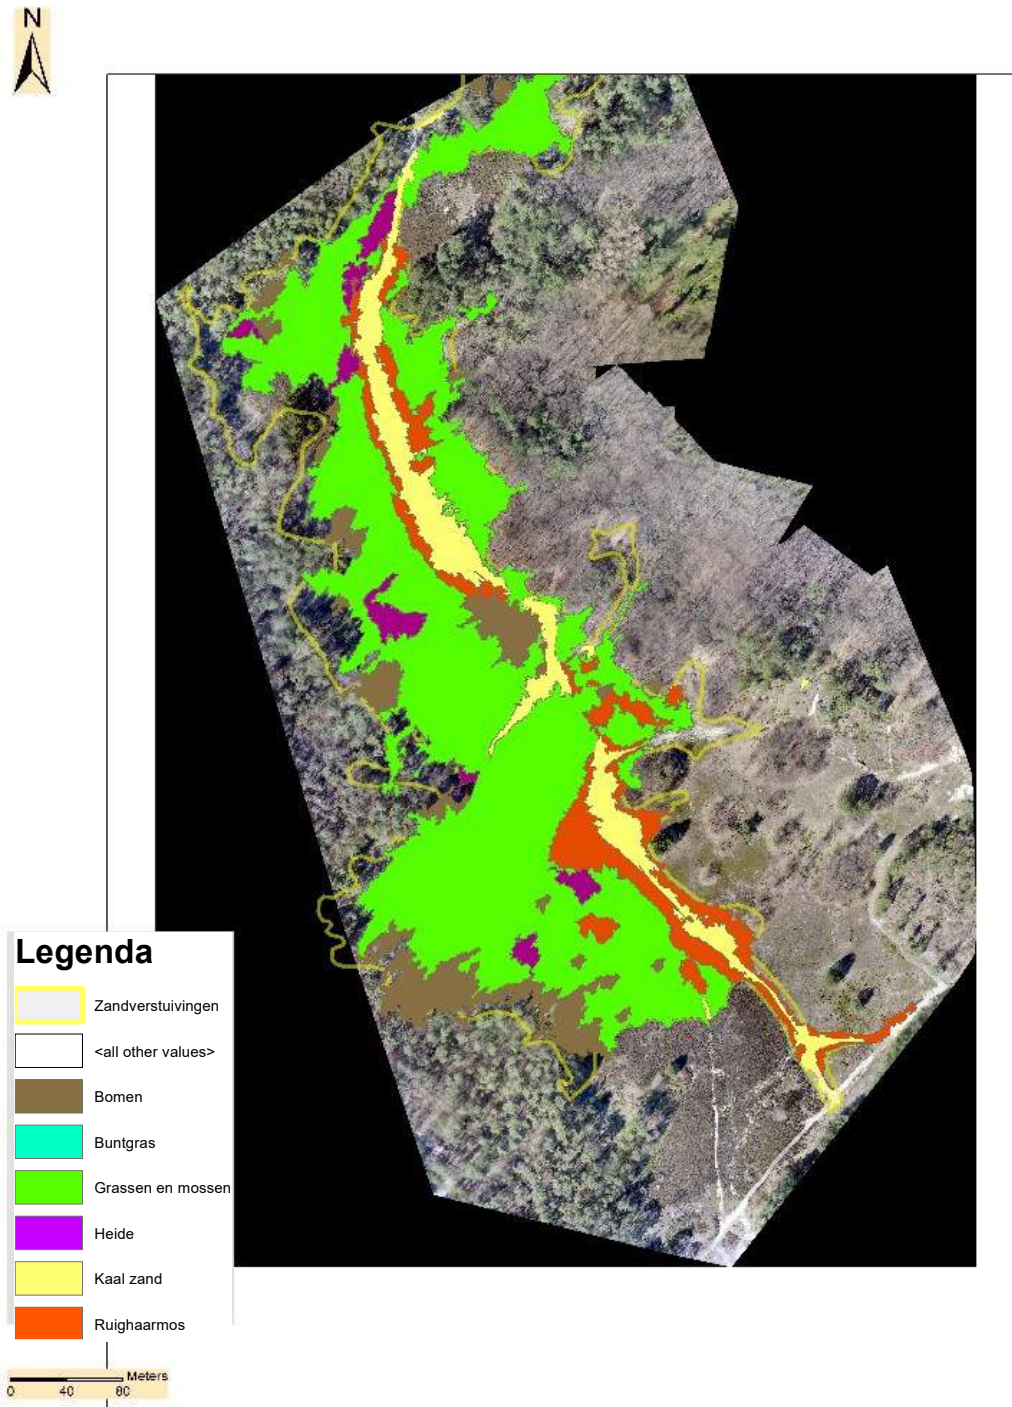 N
Legenda
Zandverstuivingen
<all other values>
Bomen
Buntgras
Grassen en mossen
Heide
Kaal zand
Ruighaarmos
Meters
0 40 80